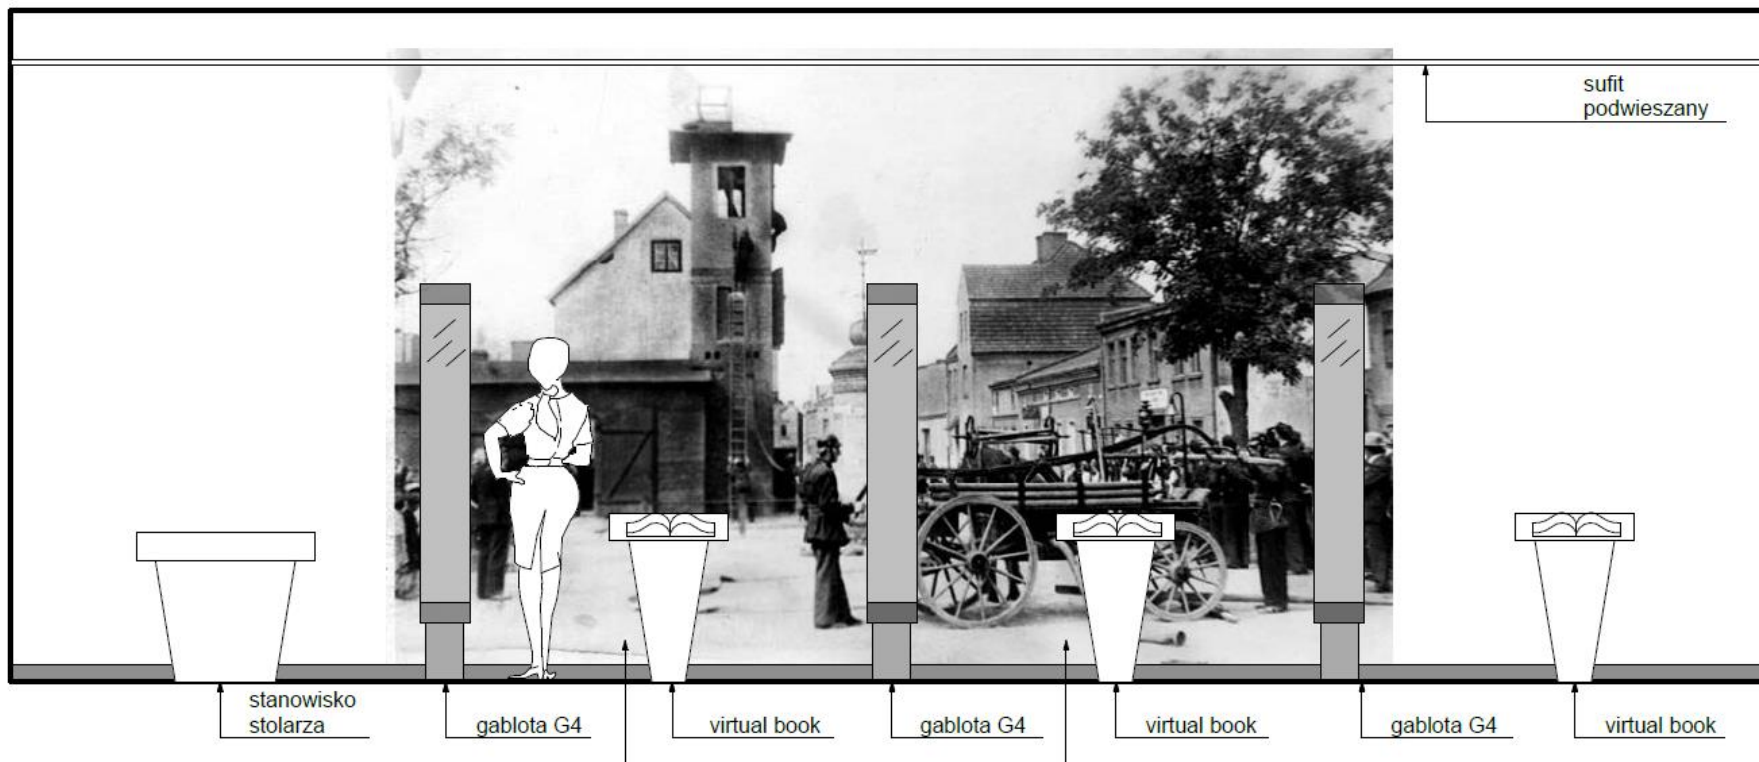 sufit
podwieszany
stanowisko
stolarza
gablota G4
virtual book
gablota G4
virtual book
gablota G4
virtual book